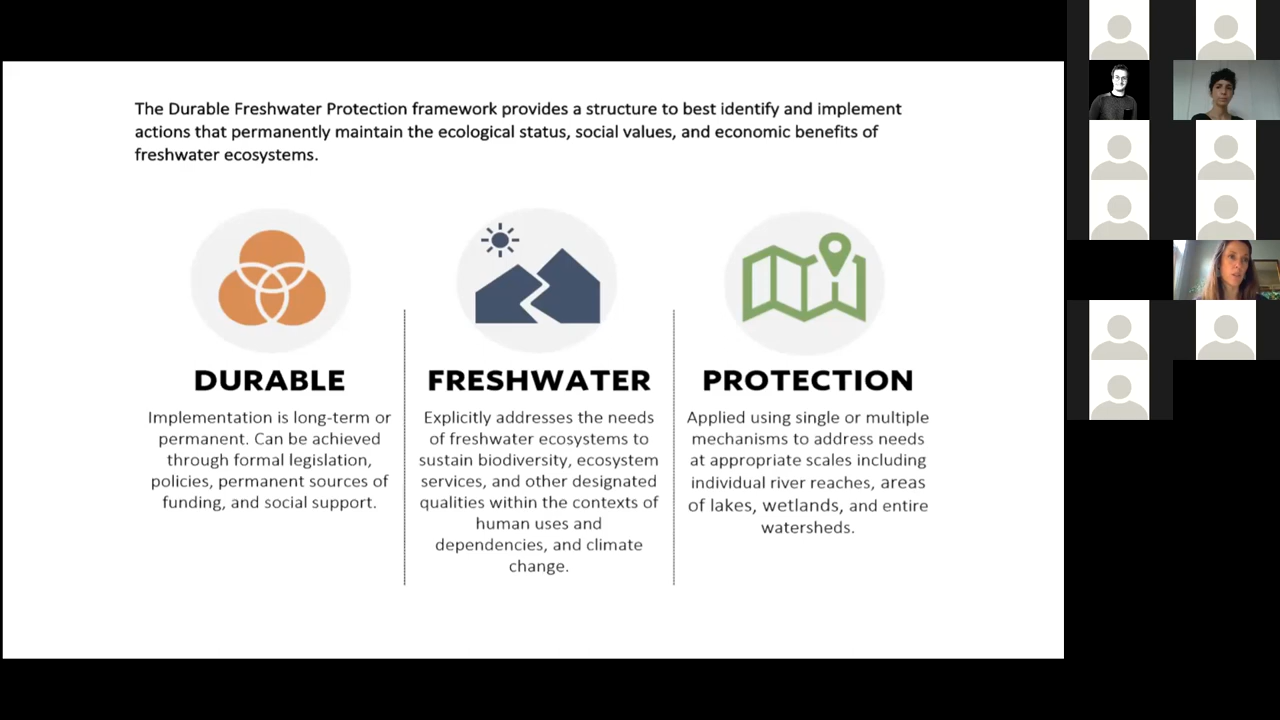 The Durable Freshwater Protection framework provides a structure to best identify and implement
actions that permanently maintain the ecological status, social values, and economic benefits of
freshwater ecosystems.
DURABLE
Implementation is long-term or
permanent. Can be achieved
through formal legislation,
policies, permanent sources of
funding, and social support.
FRESHWATER
Explicitly addresses the needs
of freshwater ecosystems to
sustain biodiversity, ecosystem
services, and other designated
qualities within the contexts of
human uses and
dependencies, and climate
change.
PROTECTION
Applied using single or multiple
mechanisms to address needs
at appropriate scales including
individual river reaches, areas
of lakes, wetlands, and entire
watersheds.